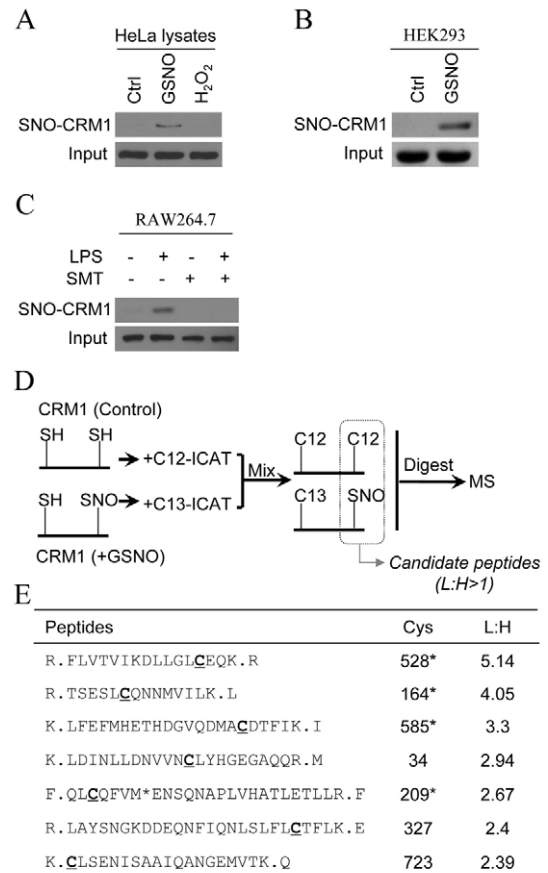 A
HeLa lysates
Ctrl
GSNO
H2O2
SNO-CRM1
Input
B
HEK293
Ctrl
GSNO
SNO-CRM1
Input
C
RAW264.7
LPS - + - +
SMT - - + +
SNO-CRM1
Input
D
CRM1 (Control)
SH SH
+C12-ICAT
SH SNO
+C13-ICAT
CRM1 (+GSNO)
Mix
C12 C12
C13 SNO
Digest
MS
Candidate peptides
(L:H>1)
E
Peptides Cys L:H
R.FLVTVIKDLLGLCEQK.R 528* 5.14
R.TSESLCQNNMVILK.L 164* 4.05
K.LFEFMHETHDGVQDMACDTFIK.I 585* 3.3
K.LDINLLDNVVNCLYHGEGAQQR.M 34 2.94
F.QLCQFVM*ENSQNAPLVHATLETLLR.F 209* 2.67
R.LAYSNGKDDEQNFIQNLSLFLCTFLK.E 327 2.4
K.CLSENISAAIQANGEMVTK.Q 723 2.39